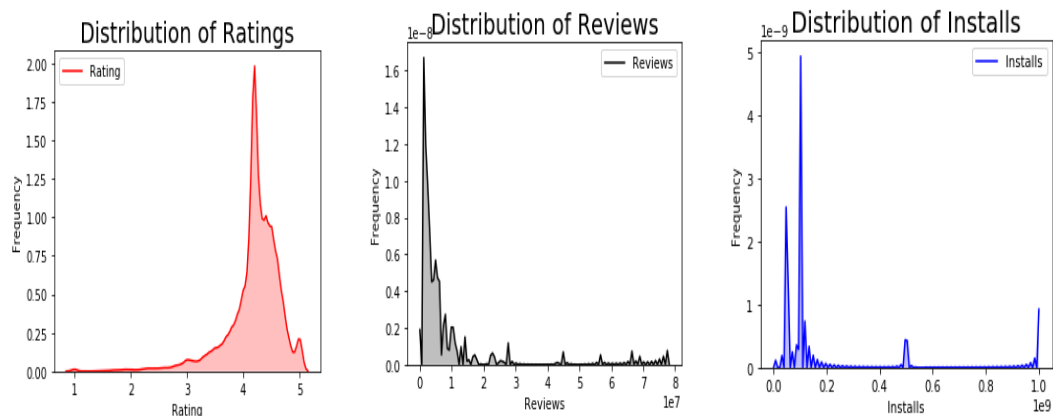 Distribution of Ratings
Rating
2.00
1.75
1.50
1.25
1.00
0.75
0.50
0.25
0.00
Frequency
1 2 3 4 5
Rating
Distribution of Reviews
1e-8
Reviews
1.6
1.4
1.2
1.0
0.8
0.6
0.4
0.2
0.0
Frequency
0 1 2 3 4 5 6 7 8
1e7
Reviews
Distribution of Installs
1e-9
Installs
5
4
3
2
1
0
Frequency
0.0 0.2 0.4 0.6 0.8 1.0
1e9
Installs